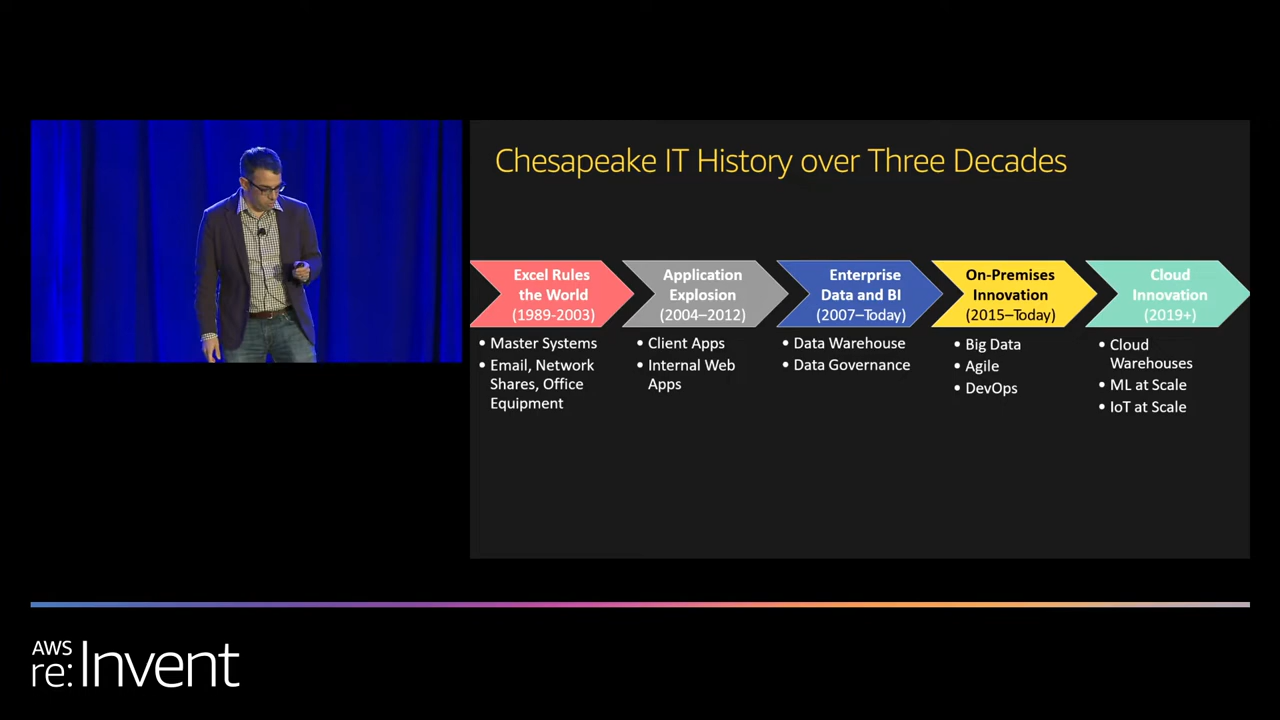 Chesapeake IT History over Three Decades
Excel Rules
the World
(1989-2003)
• Master Systems
• Email, Network
Shares, Office
Equipment
Application
Explosion
(2004–2012)
• Client Apps
• Internal Web
Apps
Enterprise
Data and BI
(2007–Today)
• Data Warehouse
• Data Governance
On-Premises
Innovation
(2015–Today)
• Big Data
• Agile
• DevOps
Cloud
Innovation
(2019+)
• Cloud
Warehouses
• ML at Scale
• IoT at Scale
AWS
re:Invent